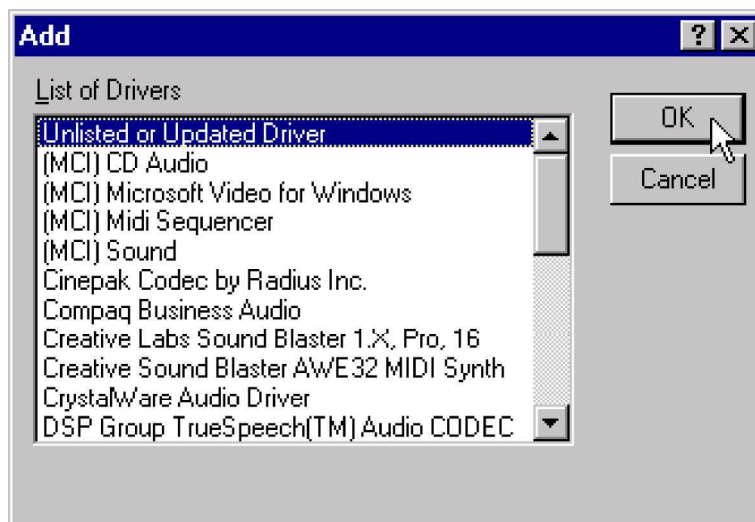 Add
List of Drivers
Unlisted or Updated Driver
(MCI) CD Audio
(MCI) Microsoft Video for Windows
(MCI) Midi Sequencer
(MCI) Sound
Cinepak Codec by Radius Inc.
Compaq Business Audio
Creative Labs Sound Blaster 1.X, Pro, 16
Creative Sound Blaster AWE32 MIDI Synth
CrystalWare Audio Driver
DSP Group TrueSpeech(TM) Audio CODEC
OK
Cancel